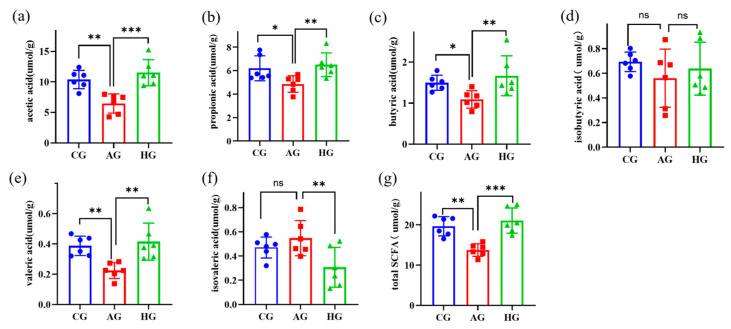 (a)
acetic acid(umol/g)
** ***
15
10
5
0
CG AG HG
(b)
propionic acid(umol/g)
* **
8
6
4
2
0
CG AG HG
(c)
butyric acid(umol/g)
* **
2
1
0
CG AG HG
(d)
isobutyric acid( umol/g)
ns ns
0.8
0.6
0.4
0.2
0.0
CG AG HG
(e)
valeric acid(umol/g)
** **
0.6
0.4
0.2
0.0
CG AG HG
(f)
isovaleric acid(umol/g)
ns **
0.8
0.6
0.4
0.2
0.0
CG AG HG
(g)
total SCFA( umol/g)
** ***
20
10
0
CG AG HG